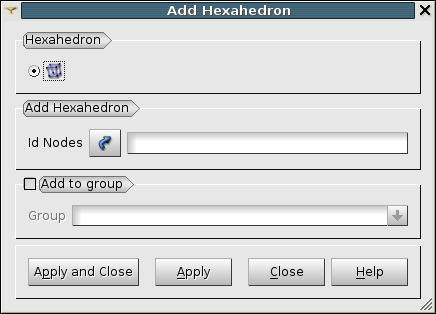 Add Hexahedron
Hexahedron
Add Hexahedron
Id Nodes
Add to group
Group
Apply and Close Apply Close Help